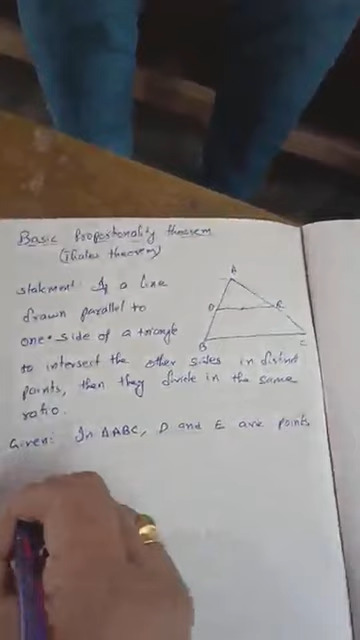 Basic Proportionality theorem
(Thales theorem)
statement: If a line
drawn parallel to
one side of a triangle
to intersect the other sides in distinct
points, then they divide in the same
ratio.
A
D E
B C
Given: In ΔABC, D and E are points